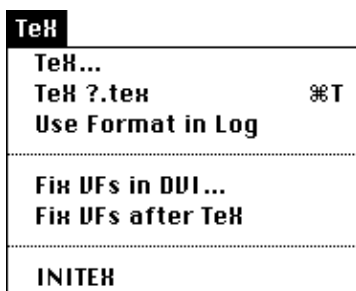 TeX
TeX...
TeX ?.tex ⌘T
Use Format in Log
Fix VFs in DVI...
Fix VFs after TeX
INITEX